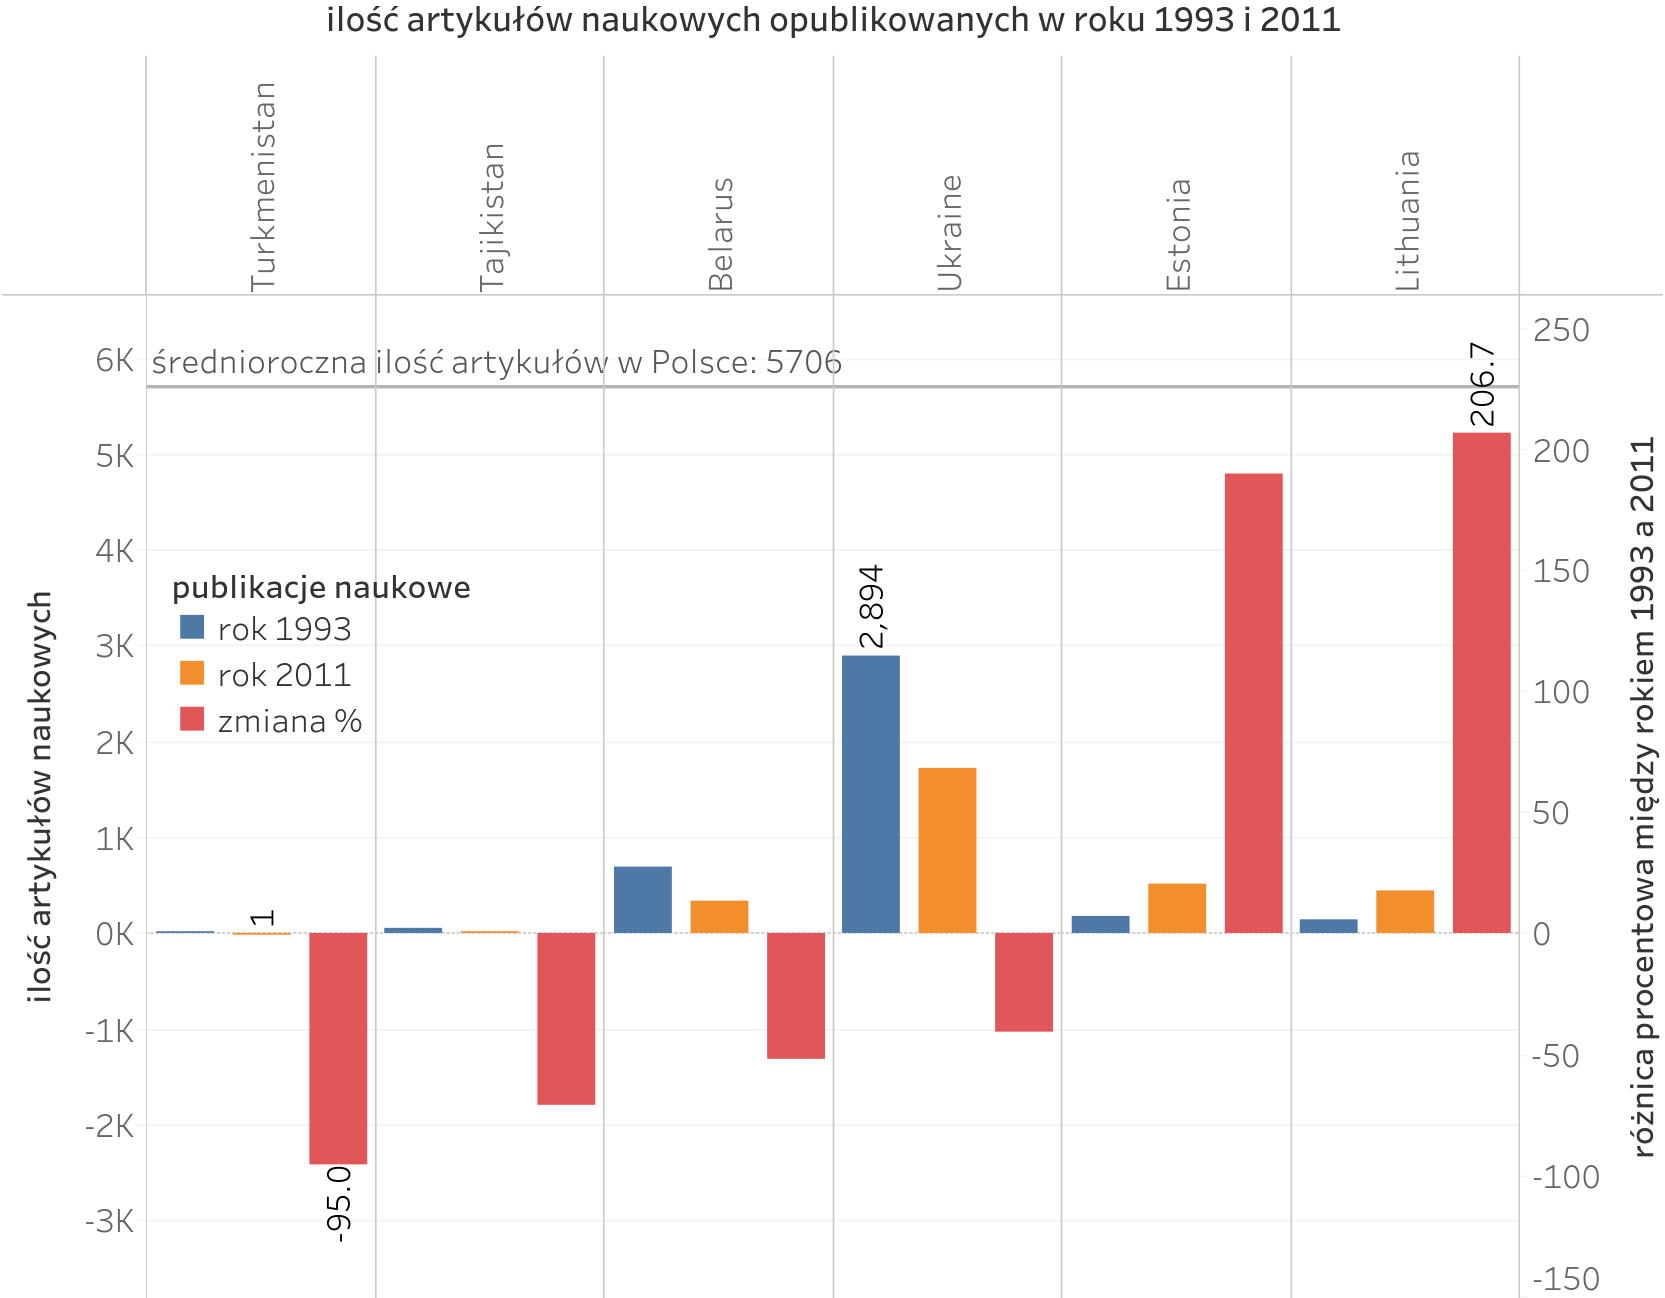 ilość artykułów naukowych opublikowanych w roku 1993 i 2011
Turkmenistan
Tajikistan
Belarus
Ukraine
Estonia
Lithuania
ilość artykułów naukowych
6K
5K
4K
3K
2K
1K
0K
-1K
-2K
-3K
średnioroczna ilość artykułów w Polsce: 5706
publikacje naukowe
rok 1993
rok 2011
zmiana %
1
-95.0
2,894
206.7
250
200
150
100
50
0
-50
-100
-150
różnica procentowa między rokiem 1993 a 2011